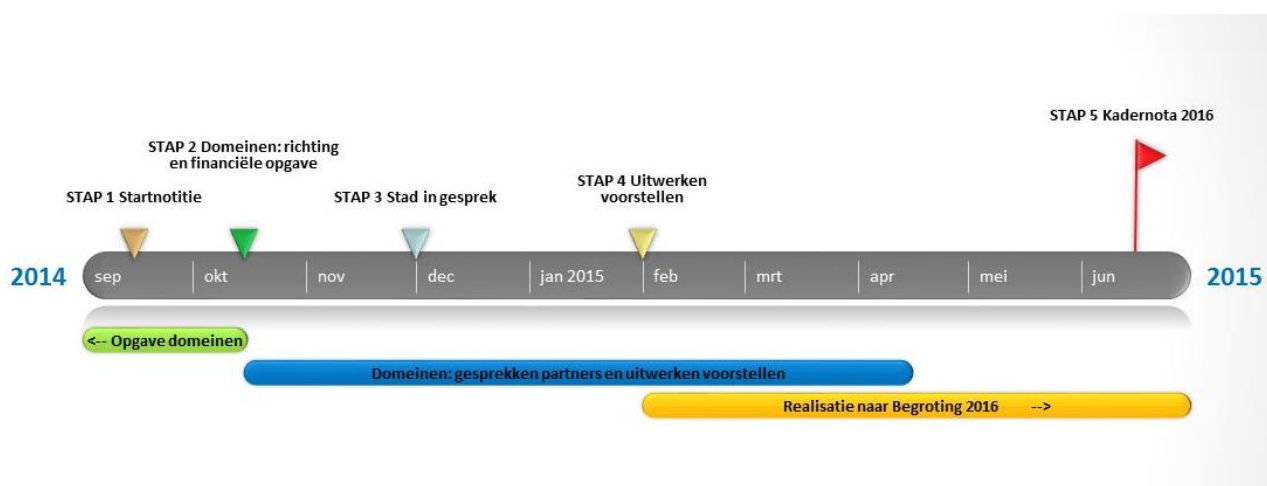 STAP 5 Kadernota 2016
STAP 2 Domeinen: richting
en financiële opgave
STAP 4 Uitwerken
voorstellen
STAP 1 Startnotitie
STAP 3 Stad in gesprek
2014
sep
okt
nov
dec
jan 2015
feb
mrt
apr
mei
jun
2015
<-- Opgave domeinen
Domeinen: gesprekken partners en uitwerken voorstellen
Realisatie naar Begroting 2016 -->